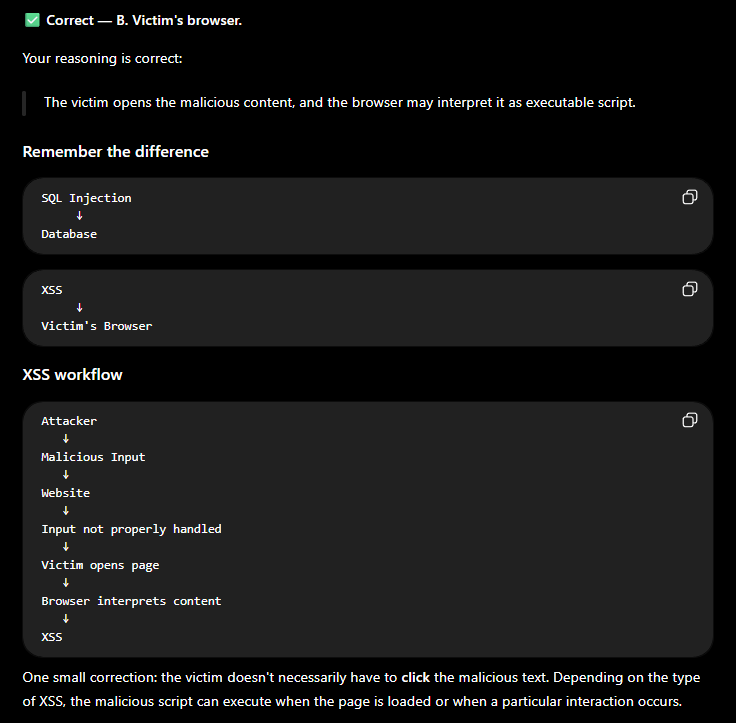 ✅ Correct — B. Victim's browser.
Your reasoning is correct:
The victim opens the malicious content, and the browser may interpret it as executable script.
Remember the difference
SQL Injection
↓
Database
XSS
↓
Victim's Browser
XSS workflow
Attacker
↓
Malicious Input
↓
Website
↓
Input not properly handled
↓
Victim opens page
↓
Browser interprets content
↓
XSS
One small correction: the victim doesn't necessarily have to click the malicious text. Depending on the type
of XSS, the malicious script can execute when the page is loaded or when a particular interaction occurs.